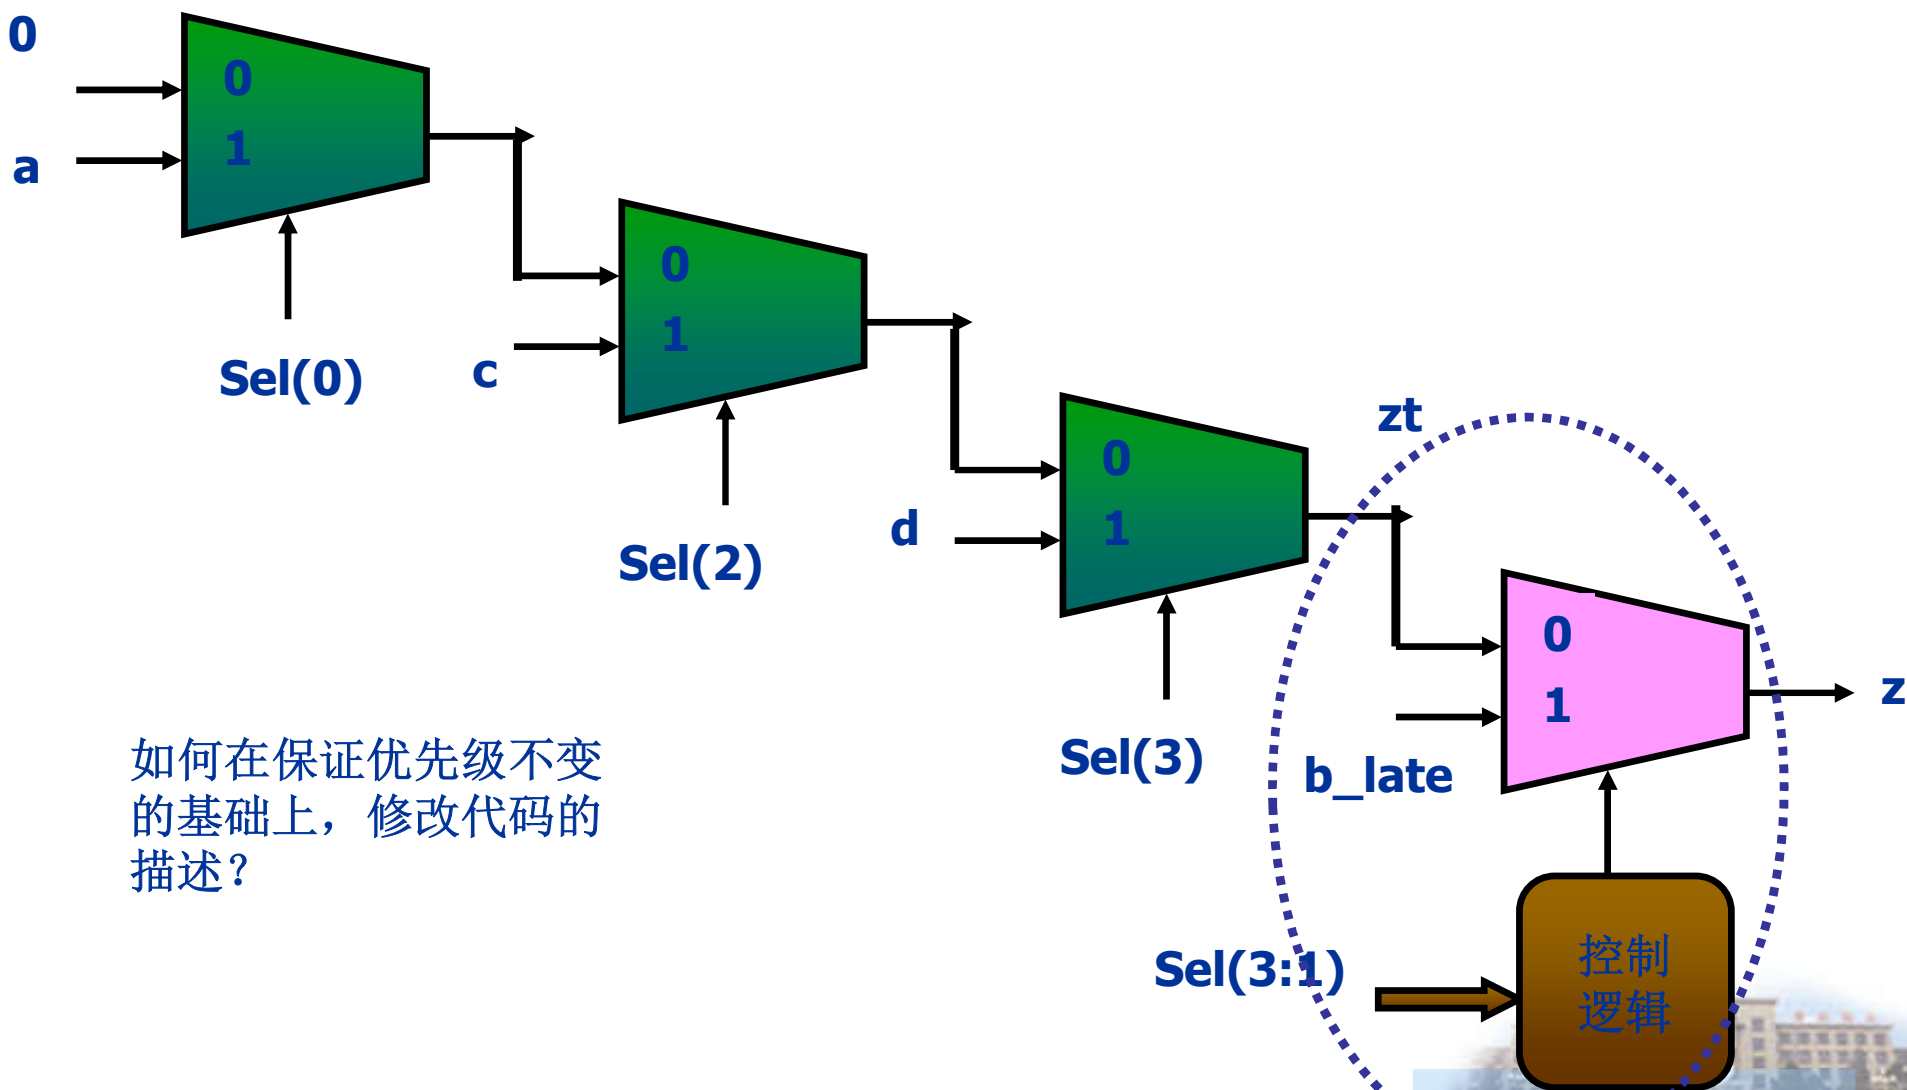 0
0
1
a
Sel(0)
0
1
c
Sel(2)
0
1
d
Sel(3)
zt
0
1
z
b_late
如何在保证优先级不变
的基础上，修改代码的
描述？
Sel(3:1)
控制
逻辑